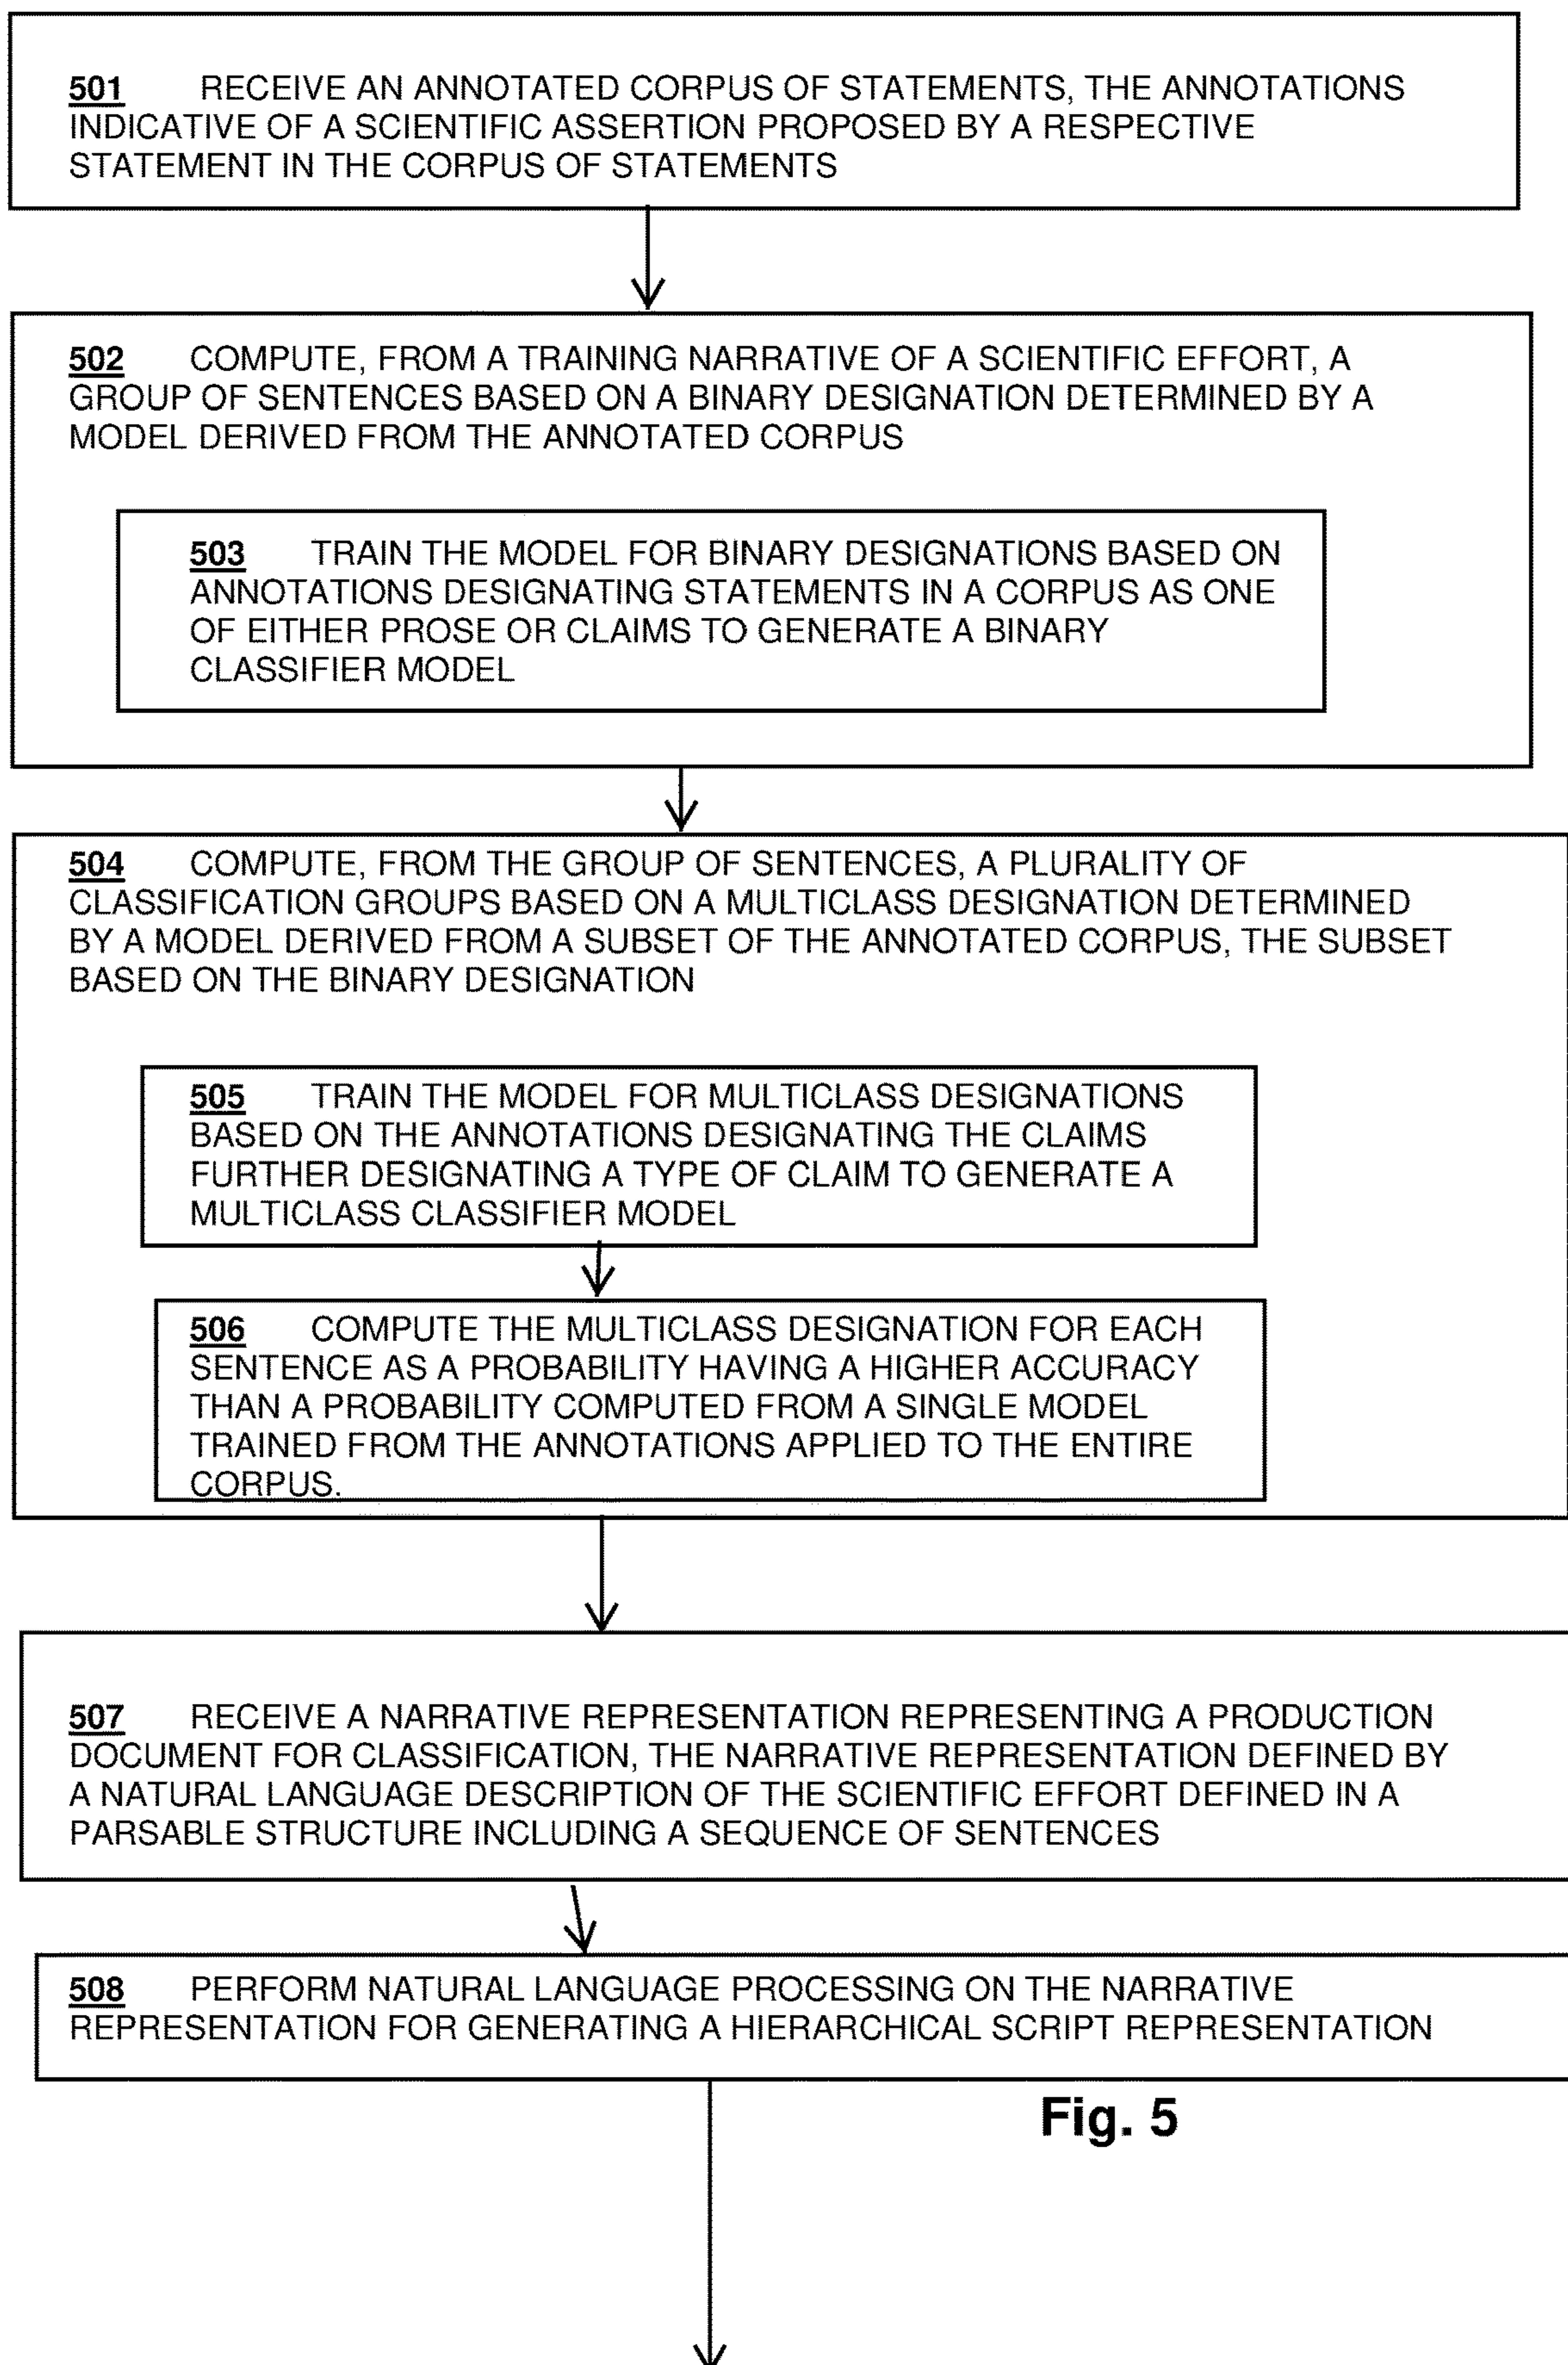 501 RECEIVE AN ANNOTATED CORPUS OF STATEMENTS, THE ANNOTATIONS
INDICATIVE OF A SCIENTIFIC ASSERTION PROPOSED BY A RESPECTIVE
STATEMENT IN THE CORPUS OF STATEMENTS
502 COMPUTE, FROM A TRAINING NARRATIVE OF A SCIENTIFIC EFFORT, A
GROUP OF SENTENCES BASED ON A BINARY DESIGNATION DETERMINED BY A
MODEL DERIVED FROM THE ANNOTATED CORPUS
503 TRAIN THE MODEL FOR BINARY DESIGNATIONS BASED ON
ANNOTATIONS DESIGNATING STATEMENTS IN A CORPUS AS ONE
OF EITHER PROSE OR CLAIMS TO GENERATE A BINARY
CLASSIFIER MODEL
504 COMPUTE, FROM THE GROUP OF SENTENCES, A PLURALITY OF
CLASSIFICATION GROUPS BASED ON A MULTICLASS DESIGNATION DETERMINED
BY A MODEL DERIVED FROM A SUBSET OF THE ANNOTATED CORPUS, THE SUBSET
BASED ON THE BINARY DESIGNATION
505 TRAIN THE MODEL FOR MULTICLASS DESIGNATIONS
BASED ON THE ANNOTATIONS DESIGNATING THE CLAIMS
FURTHER DESIGNATING A TYPE OF CLAIM TO GENERATE A
MULTICLASS CLASSIFIER MODEL
506 COMPUTE THE MULTICLASS DESIGNATION FOR EACH
SENTENCE AS A PROBABILITY HAVING A HIGHER ACCURACY
THAN A PROBABILITY COMPUTED FROM A SINGLE MODEL
TRAINED FROM THE ANNOTATIONS APPLIED TO THE ENTIRE
CORPUS.
507 RECEIVE A NARRATIVE REPRESENTATION REPRESENTING A PRODUCTION
DOCUMENT FOR CLASSIFICATION, THE NARRATIVE REPRESENTATION DEFINED BY
A NATURAL LANGUAGE DESCRIPTION OF THE SCIENTIFIC EFFORT DEFINED IN A
PARSABLE STRUCTURE INCLUDING A SEQUENCE OF SENTENCES
508 PERFORM NATURAL LANGUAGE PROCESSING ON THE NARRATIVE
REPRESENTATION FOR GENERATING A HIERARCHICAL SCRIPT REPRESENTATION
Fig. 5